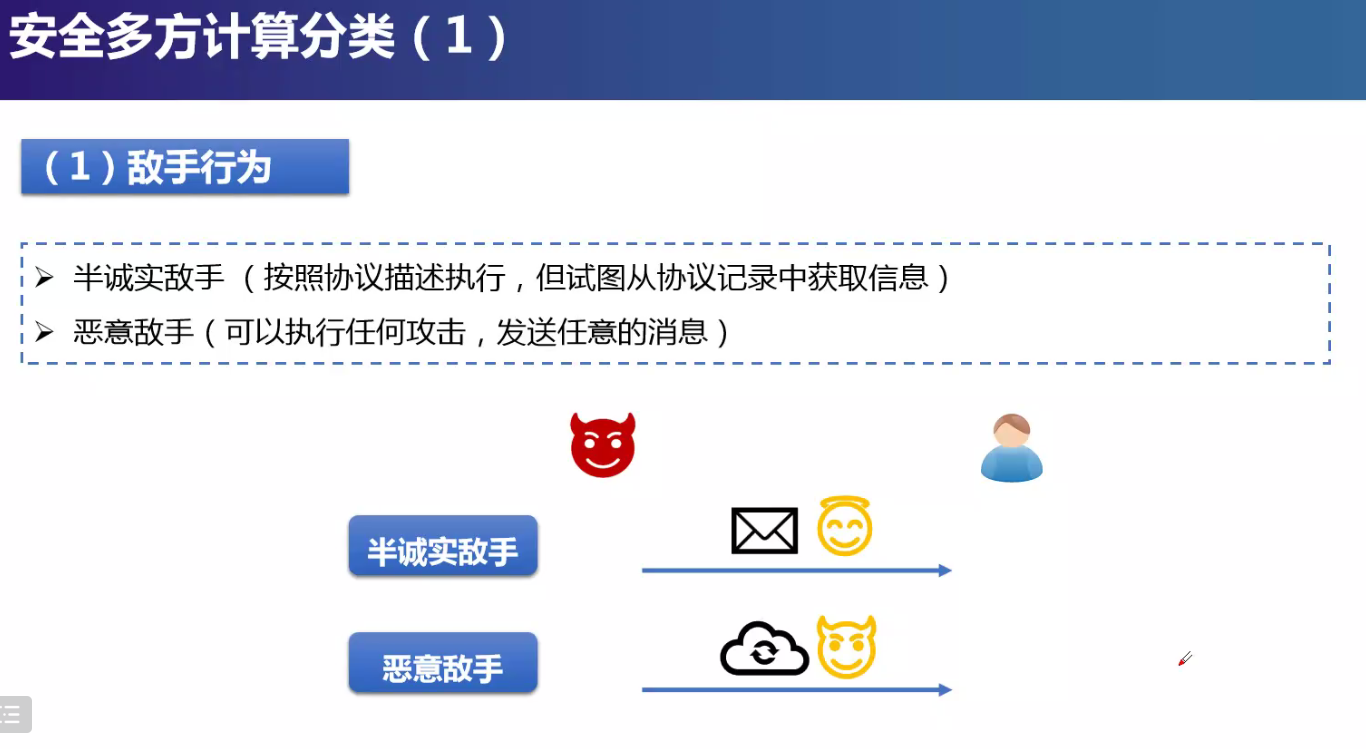 安全多方计算分类（1）
（1）敌手行为
➢ 半诚实敌手 （按照协议描述执行，但试图从协议记录中获取信息）
➢ 恶意敌手（可以执行任何攻击，发送任意的消息）
半诚实敌手
恶意敌手